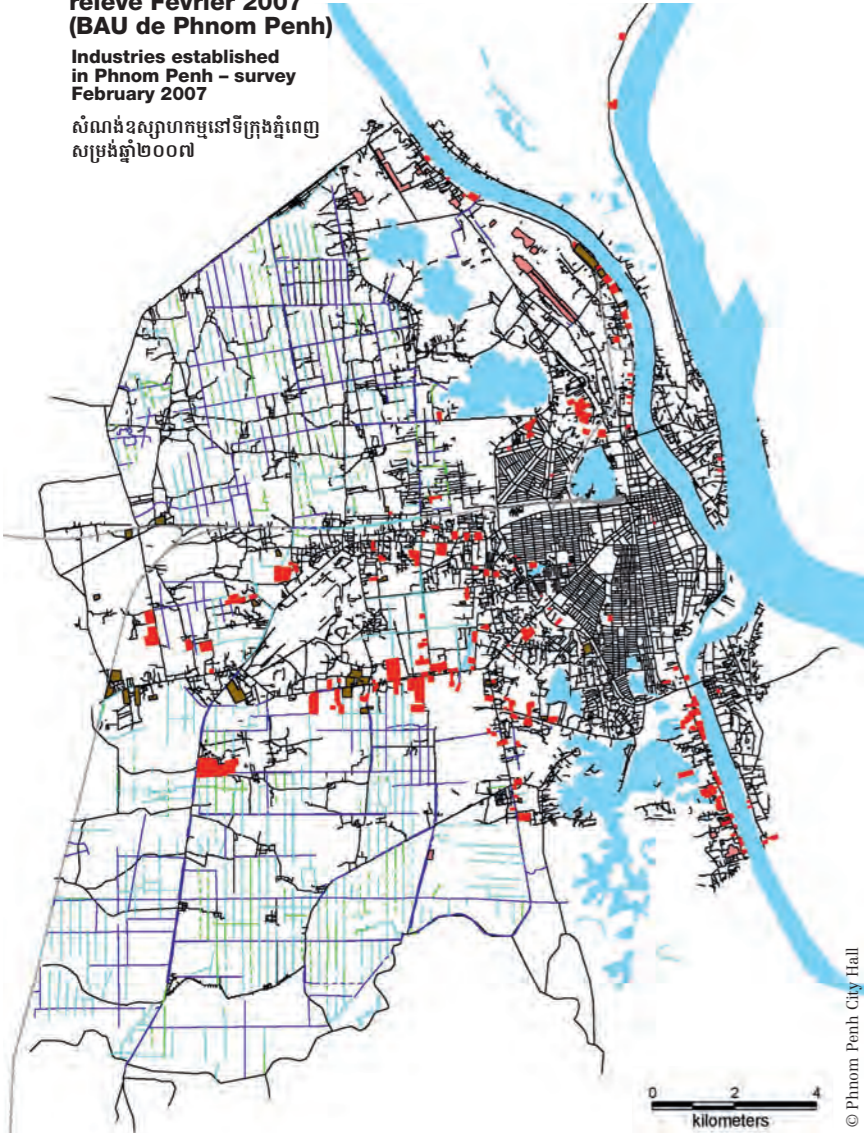 relevé Février 2007
(BAU de Phnom Penh)
Industries established
in Phnom Penh – survey
February 2007
សំណង់ឧស្សាហកម្មនៅទីក្រុងភ្នំពេញ
សម្រង់ឆ្នាំ២០០៧
0 2 4
kilometers
© Phnom Penh City Hall